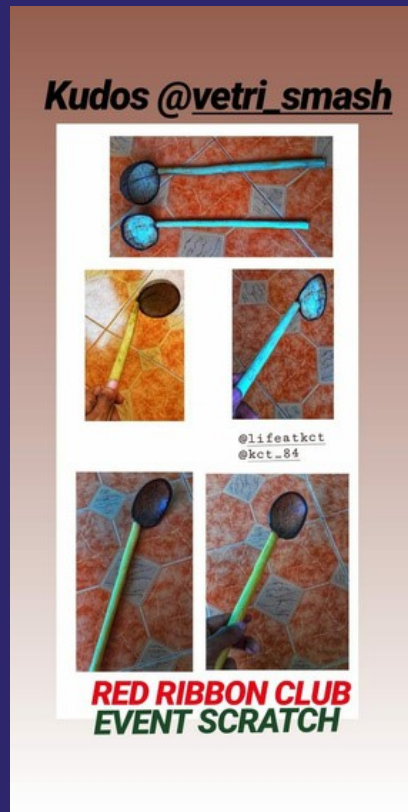 Kudos @vetri_smash
@lifeatkct
@kct_84
RED RIBBON CLUB
EVENT SCRATCH